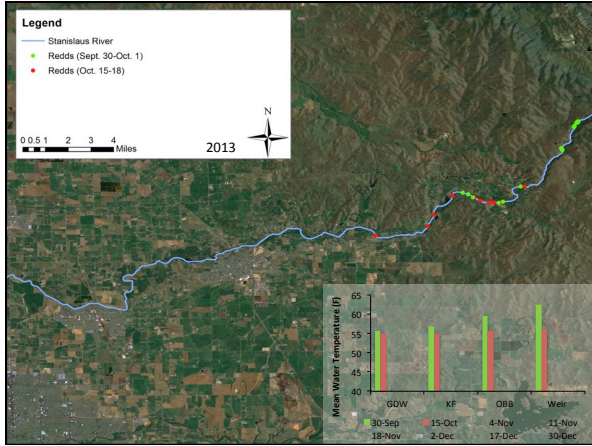 Legend
Stanislaus River
Redds (Sept. 30-Oct. 1)
Redds (Oct. 15-18)
N
0 0.5 1 2 3 4
Miles
2013
Mean Water Temperature (F)
65
60
55
50
45
40
GDW KF OBB Weir
30-Sep 15-Oct 4-Nov 11-Nov
18-Nov 2-Dec 17-Dec 30-Dec